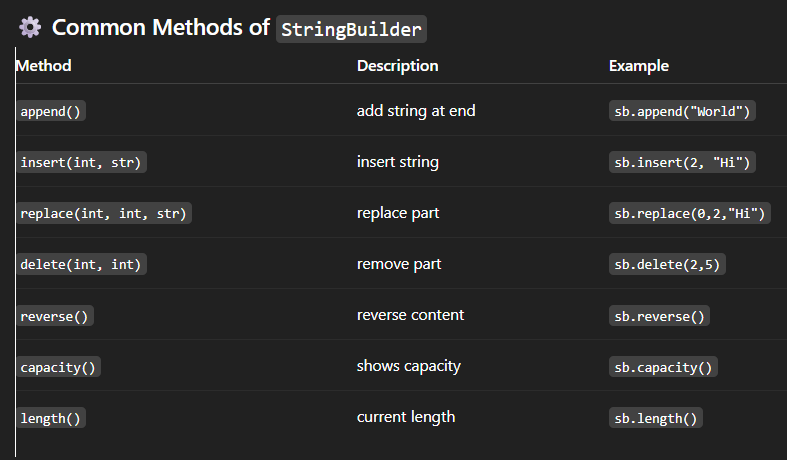 Common Methods of StringBuilder
Method Description Example
append() add string at end sb.append("World")
insert(int, str) insert string sb.insert(2, "Hi")
replace(int, int, str) replace part sb.replace(0,2,"Hi")
delete(int, int) remove part sb.delete(2,5)
reverse() reverse content sb.reverse()
capacity() shows capacity sb.capacity()
length() current length sb.length()